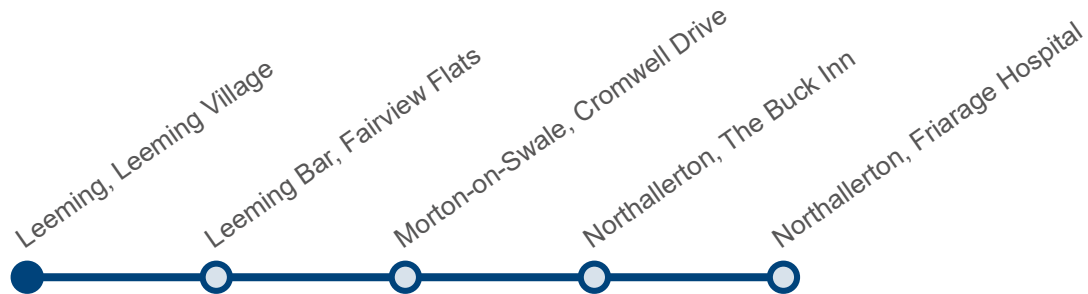 Leeming, Leeming Village
Leeming Bar, Fairview Flats
Morton-on-Swale, Cromwell Drive
Northallerton, The Buck Inn
Northallerton, Friarage Hospital